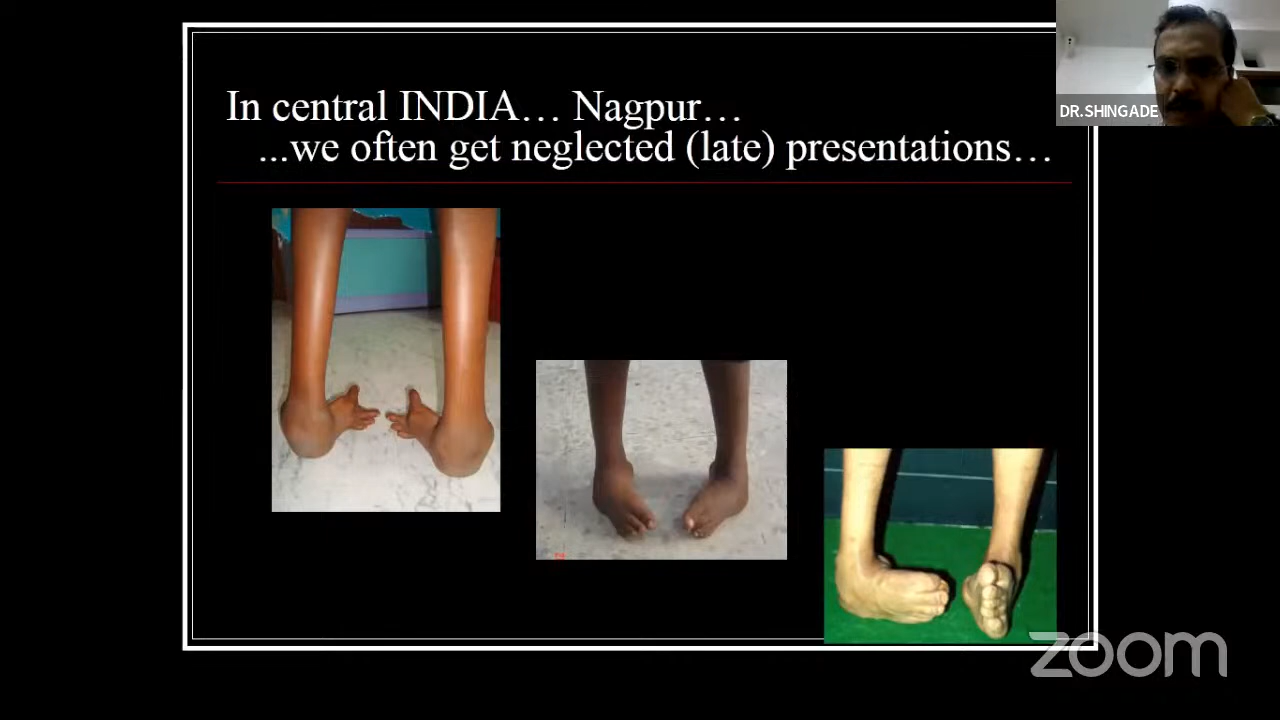 In central INDIA... Nagpur...
...we often get neglected (late) presentations...
DR.SHINGADE
zoom